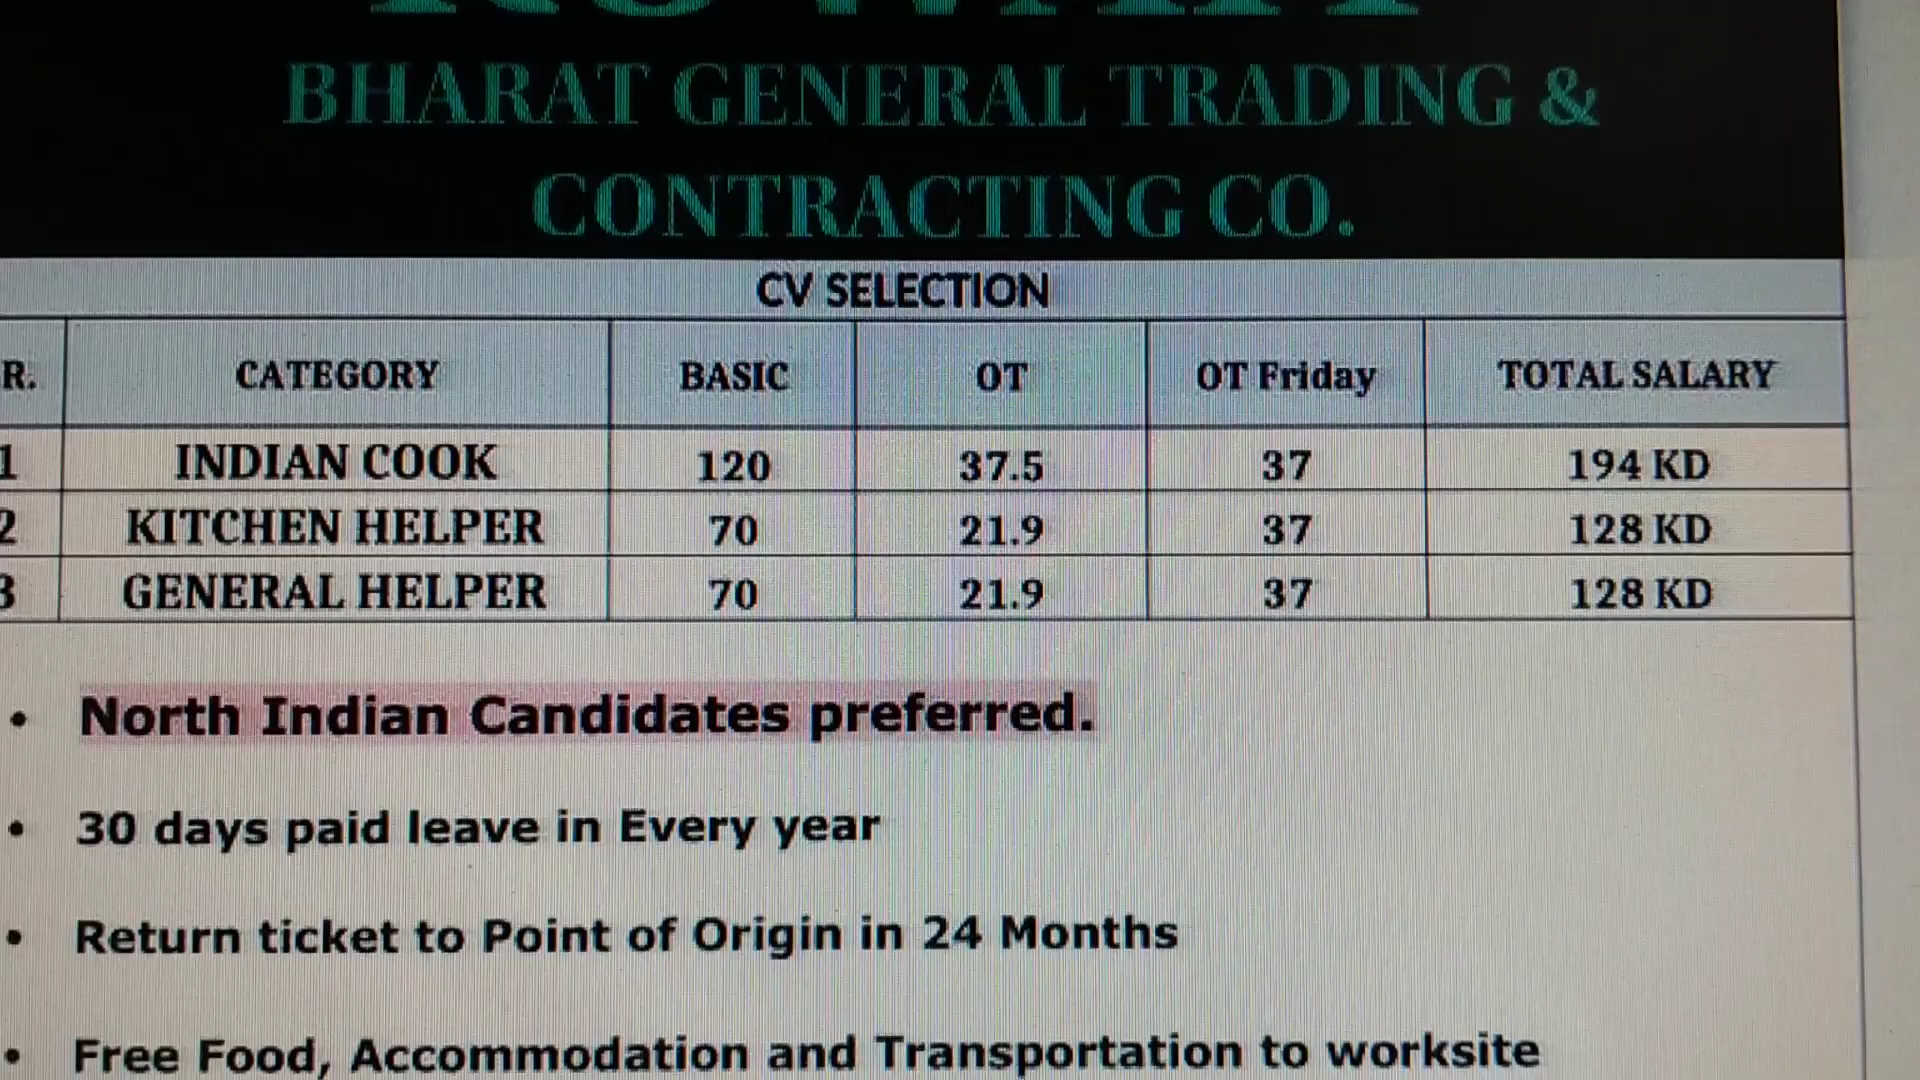 BHARAT GENERAL TRADING &
CONTRACTING CO.
CV SELECTION
R. CATEGORY BASIC OT OT Friday TOTAL SALARY
1 INDIAN COOK 120 37.5 37 194 KD
2 KITCHEN HELPER 70 21.9 37 128 KD
3 GENERAL HELPER 70 21.9 37 128 KD
• North Indian Candidates preferred.
• 30 days paid leave in Every year
• Return ticket to Point of Origin in 24 Months
• Free Food, Accommodation and Transportation to worksite